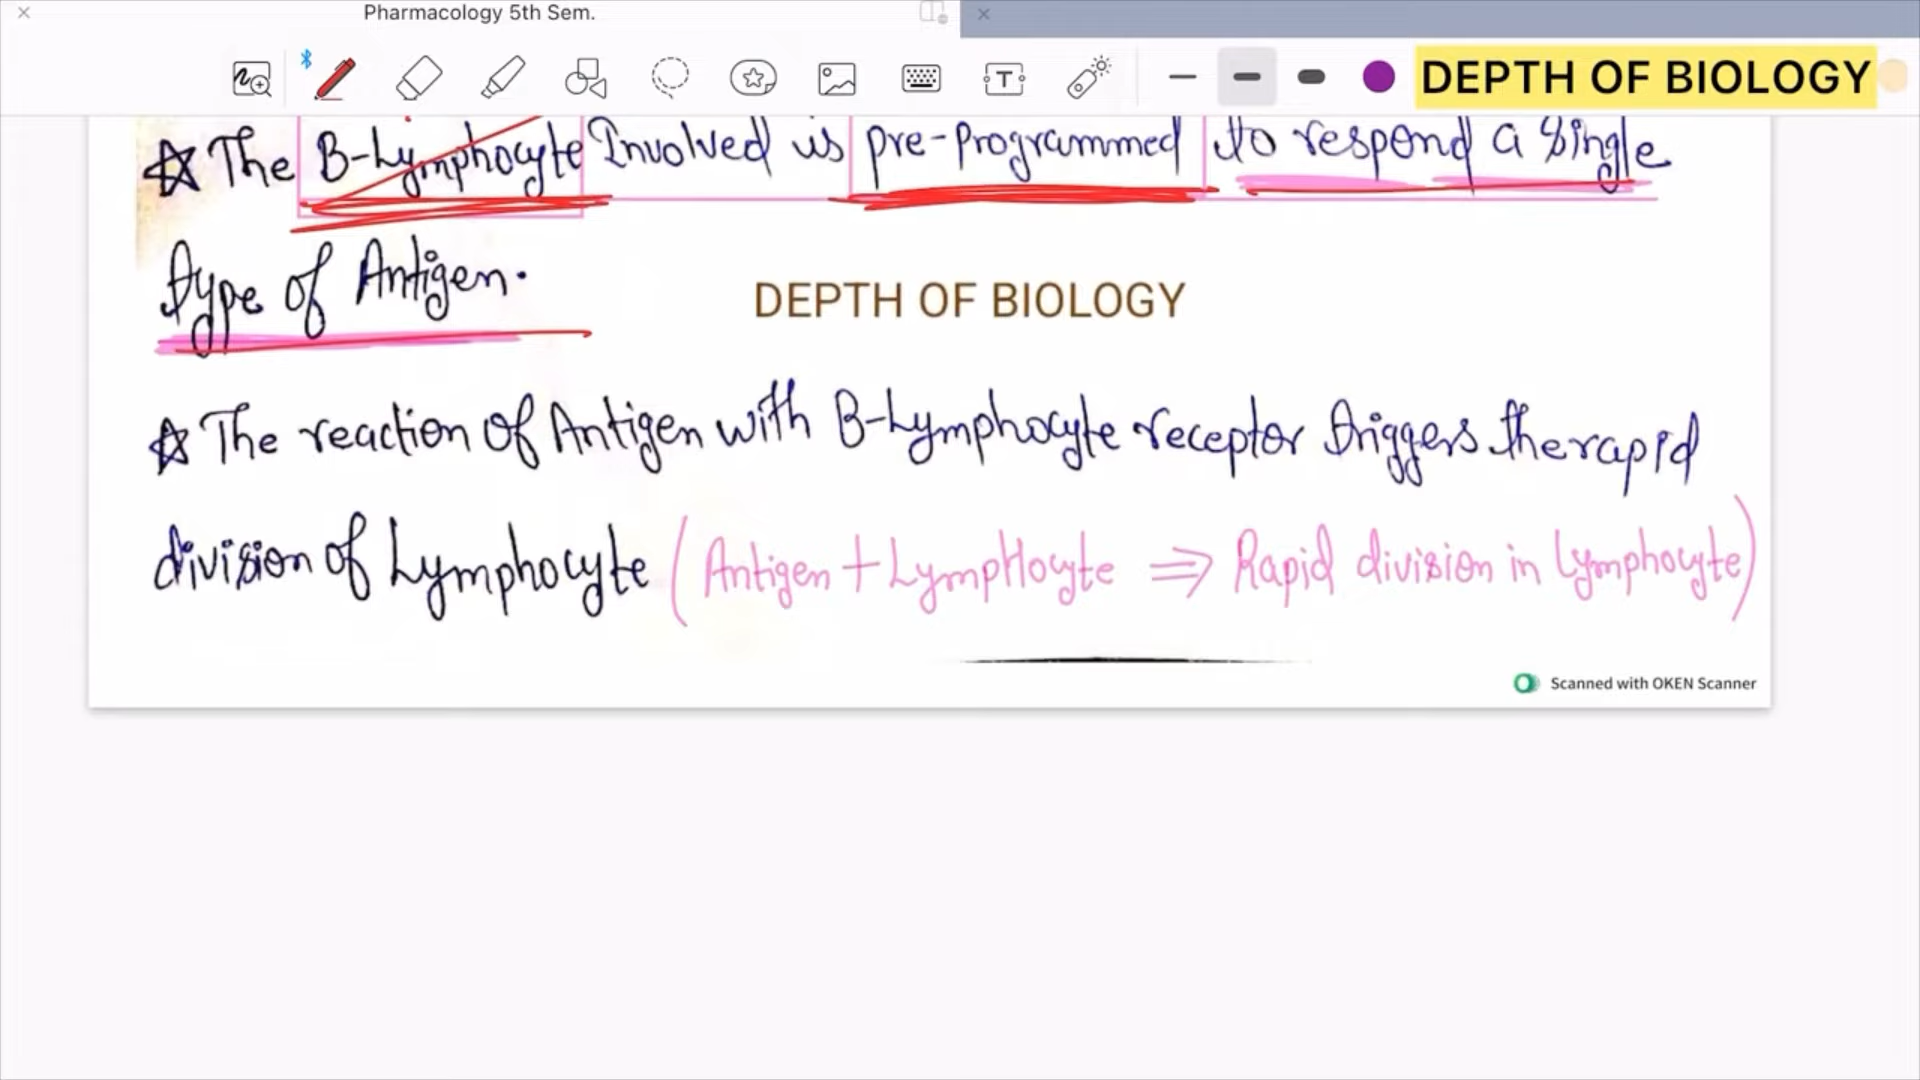 Pharmacology 5th Sem.
DEPTH OF BIOLOGY
The B-Lymphocyte Involved is pre-programmed to respond a single
type of Antigen.
DEPTH OF BIOLOGY
The reaction of Antigen with B-Lymphocyte receptor triggers the rapid
division of Lymphocyte (Antigen + LympHocyte ⇒ Rapid division in lymphocyte)
Scanned with OKEN Scanner